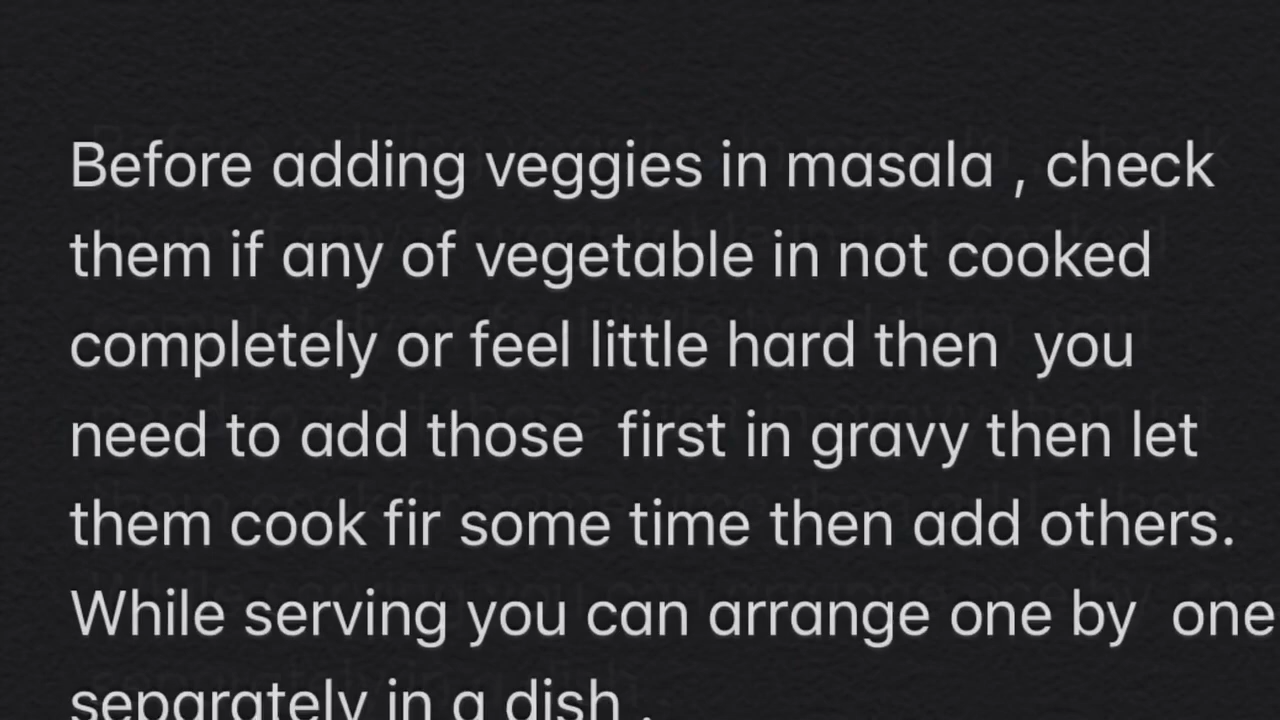 Before adding veggies in masala , check
them if any of vegetable in not cooked
completely or feel little hard then  you
need to add those  first in gravy then let
them cook fir some time then add others.
While serving you can arrange one by  one
separately in a dish .